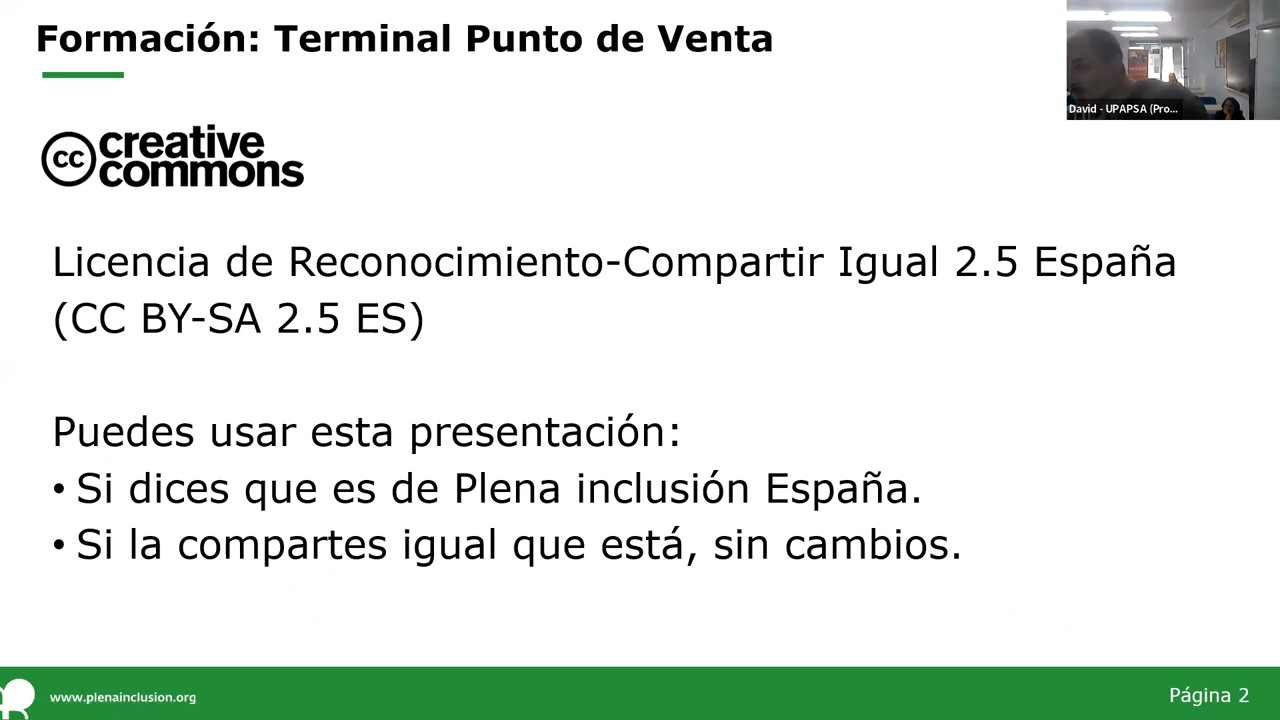 Formación: Terminal Punto de Venta
David - UPAPSA (Pro...
cc creative
commons
Licencia de Reconocimiento-Compartir Igual 2.5 España
(CC BY-SA 2.5 ES)
Puedes usar esta presentación:
• Si dices que es de Plena inclusión España.
• Si la compartes igual que está, sin cambios.
www.plenainclusion.org
Página 2